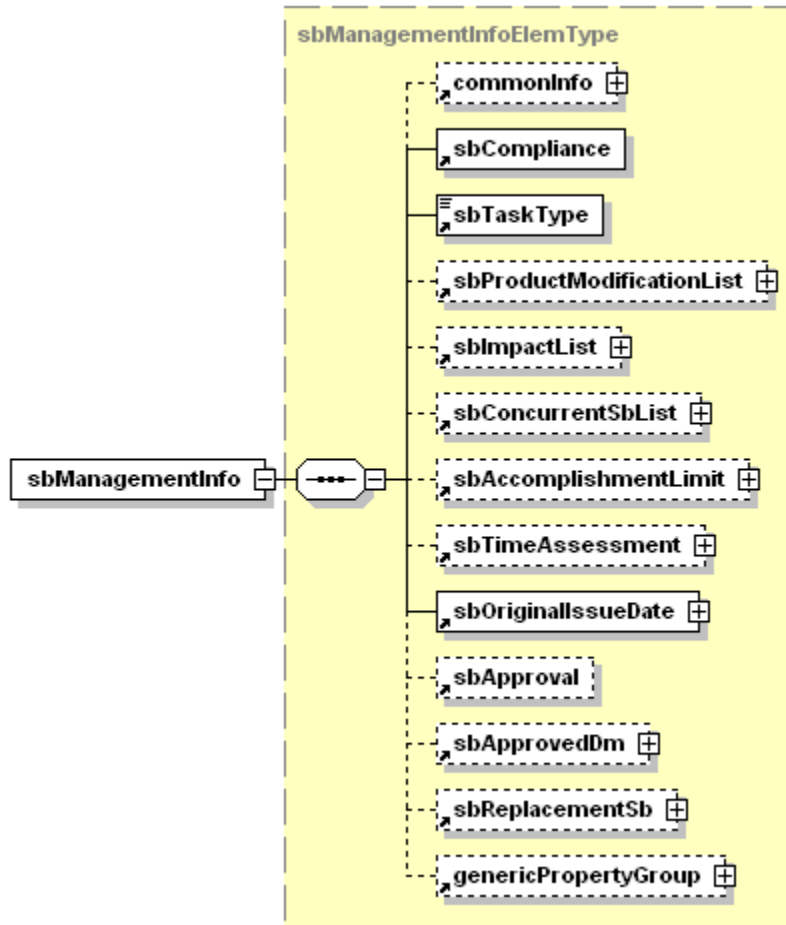 sbManagementInfoElemType
commonInfo
sbCompliance
sbTaskType
sbProductModificationList
sbImpactList
sbConcurrentSbList
sbManagementInfo
sbAccomplishmentLimit
sbTimeAssessment
sbOriginalIssueDate
sbApproval
sbApprovedDm
sbReplacementSb
genericPropertyGroup